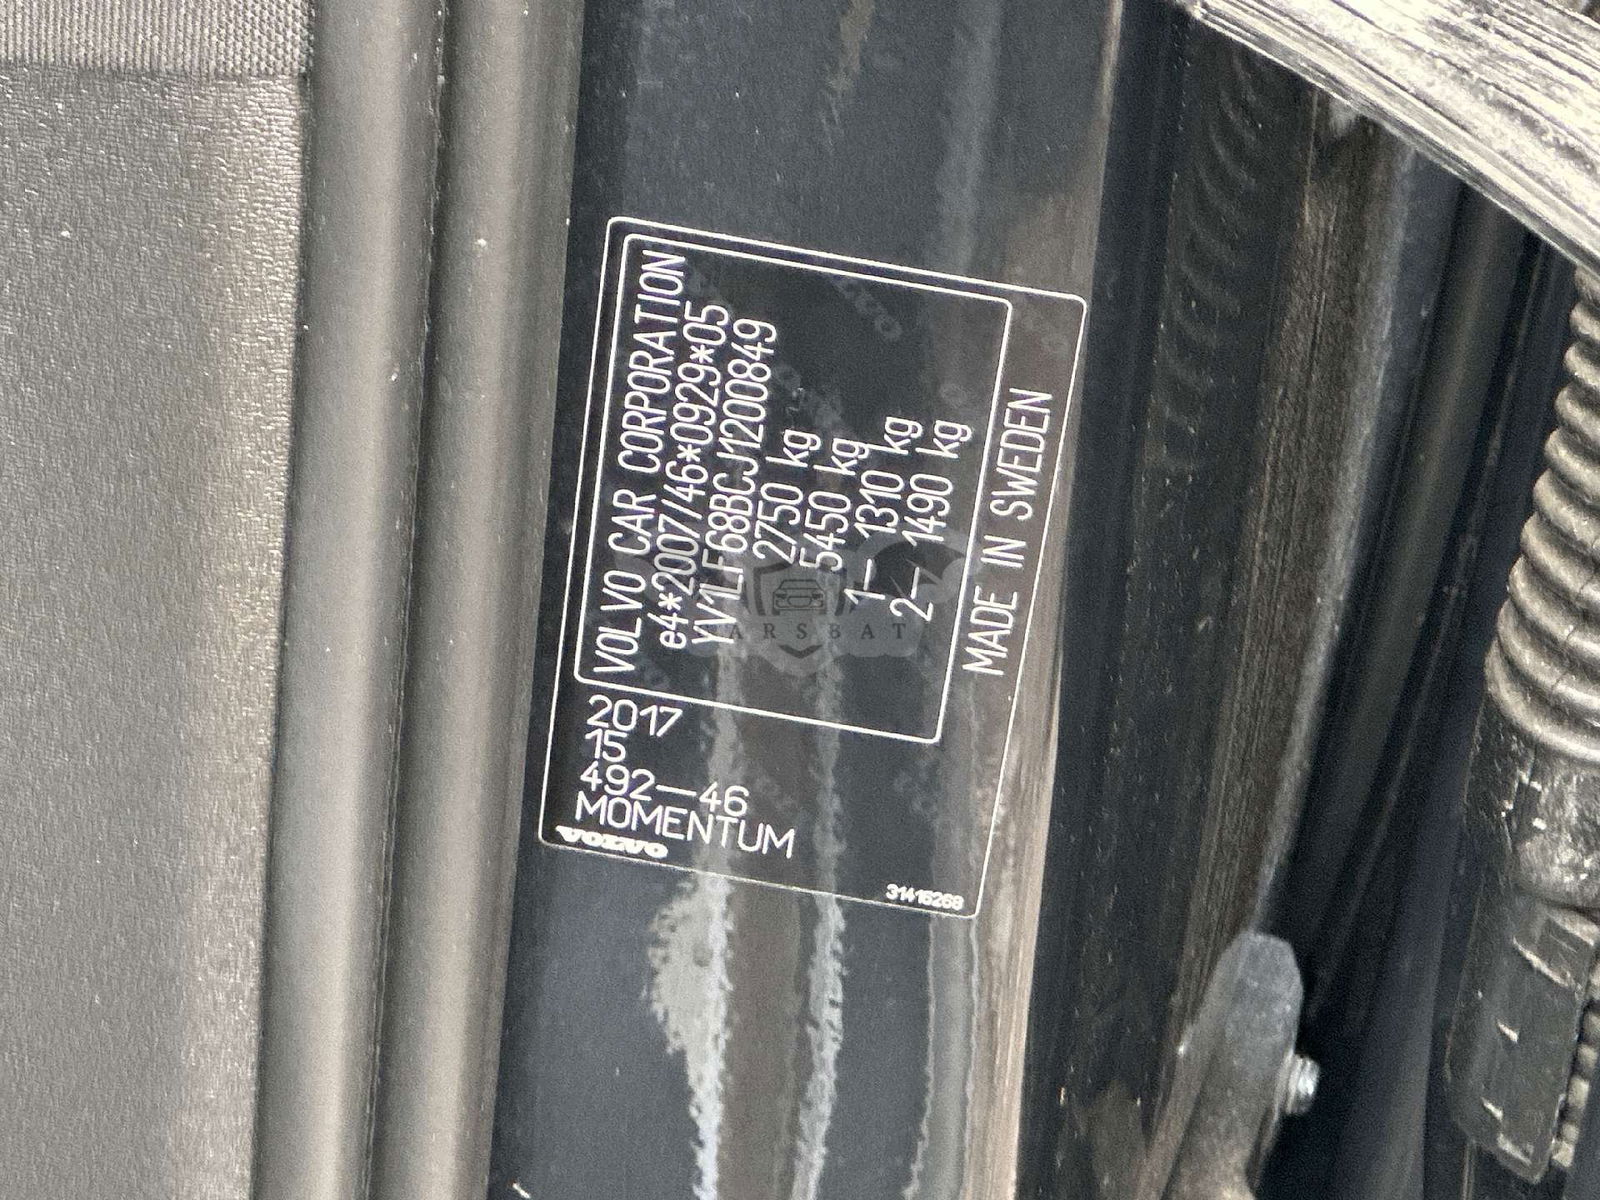 VOLVO CAR CORPORATION
e4*2007/46*0929*05
YV1LF68BCJ1200849
2750 kg
5450 kg
1— 1310 kg
2— 1490 kg
MADE IN SWEDEN
2017
15
492—46
MOMENTUM
VOLVO
31415268
ARSBAT